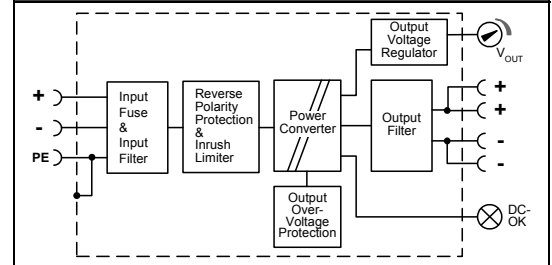 Output
Voltage
Regulator
V OUT
+
-
PE
Input
Fuse
&
Input
Filter
Reverse
Polarity
Protection
&
Inrush
Limiter
Power
Converter
Output
Filter
+
+
-
-
Output
Over-
Voltage
Protection
DC-
OK